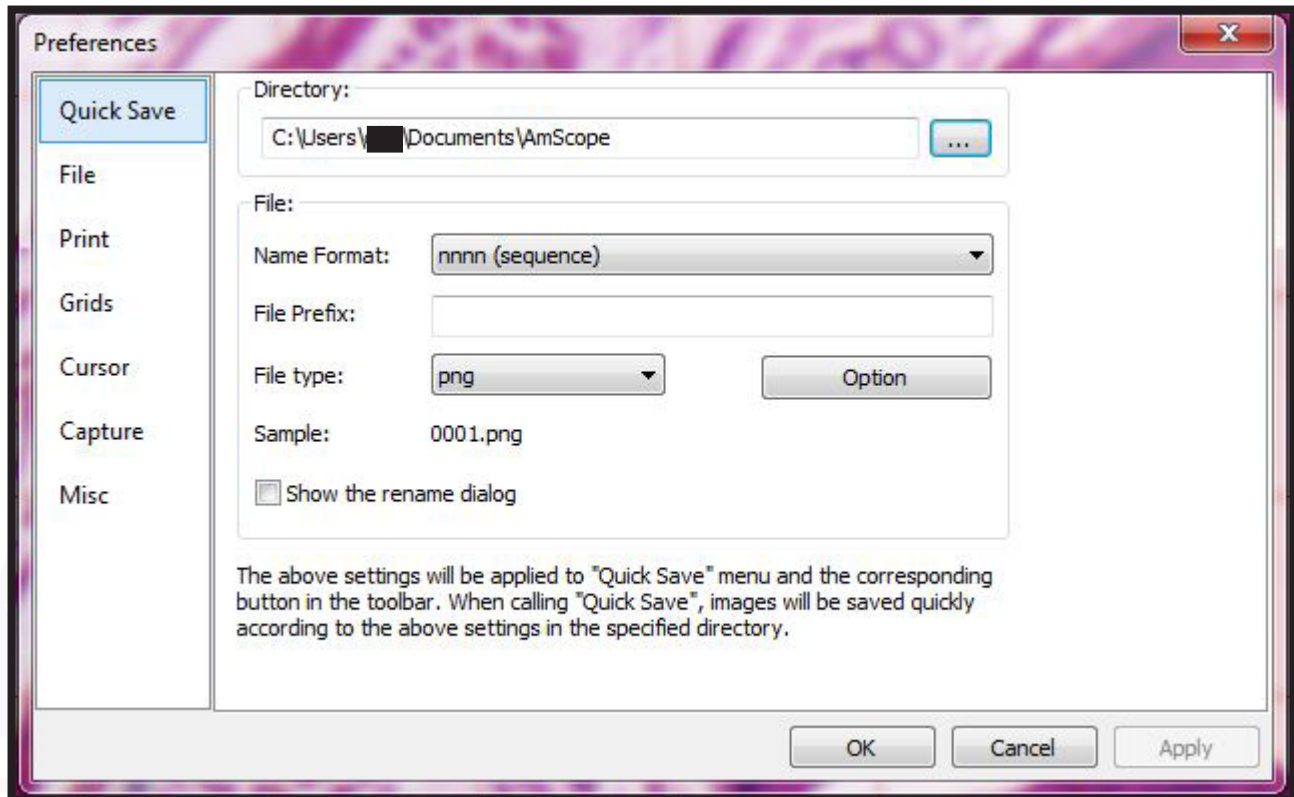 Preferences
Quick Save
File
Print
Grids
Cursor
Capture
Misc
Directory:
C:\Users\ \Documents\AmScope
...
File:
Name Format: nnnn (sequence)
File Prefix:
File type: png Option
Sample: 0001.png
Show the rename dialog
The above settings will be applied to "Quick Save" menu and the corresponding
button in the toolbar. When calling "Quick Save", images will be saved quickly
according to the above settings in the specified directory.
OK Cancel Apply